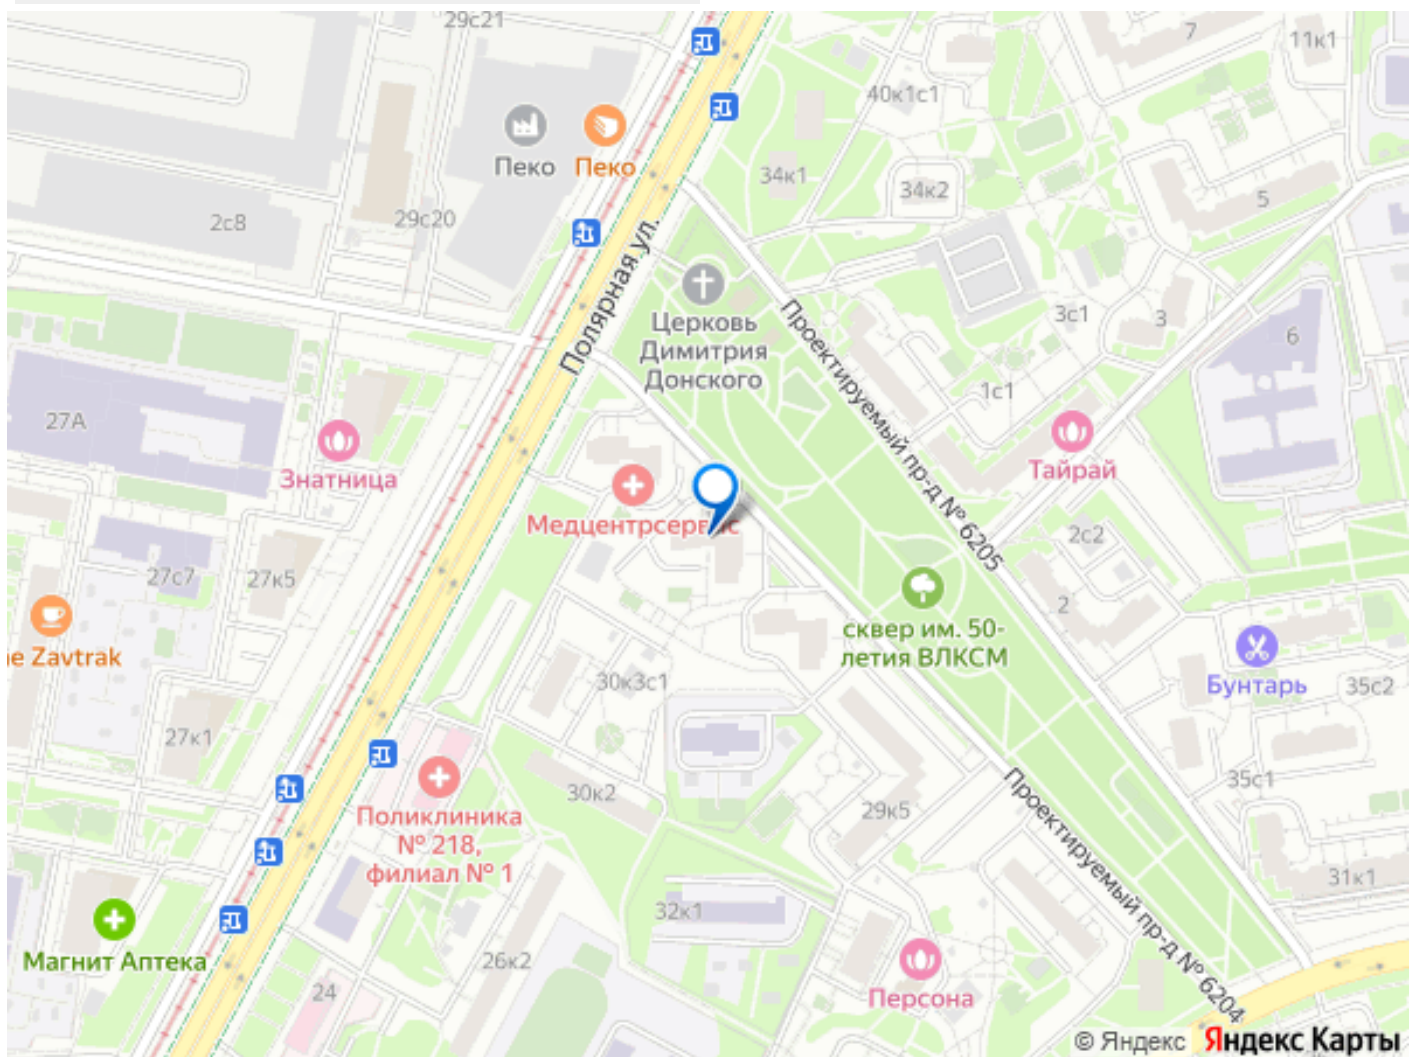 29с21
7
11к1
40к1с1
Пеко
Пеко
34к1
34к2
5
2с8
29с20
Полярная ул.
Церковь
Димитрия
Донского
Проектируемый пр-д № 6205
3с1
3
6
1с1
27А
Знатница
Тайрай
Медцентрсервис
2с2
27с7
27к5
e Zavtrak
2
сквер им. 50-
летия ВЛКСМ
Бунтарь
35с2
30к3с1
27к1
35с1
30к2
29к5
Проектируемый пр-д № 6204
Поликлиника
№ 218,
филиал № 1
31к1
32к1
Магнит Аптека
26к2
24
Персона
© Яндекс Яндекс Карты